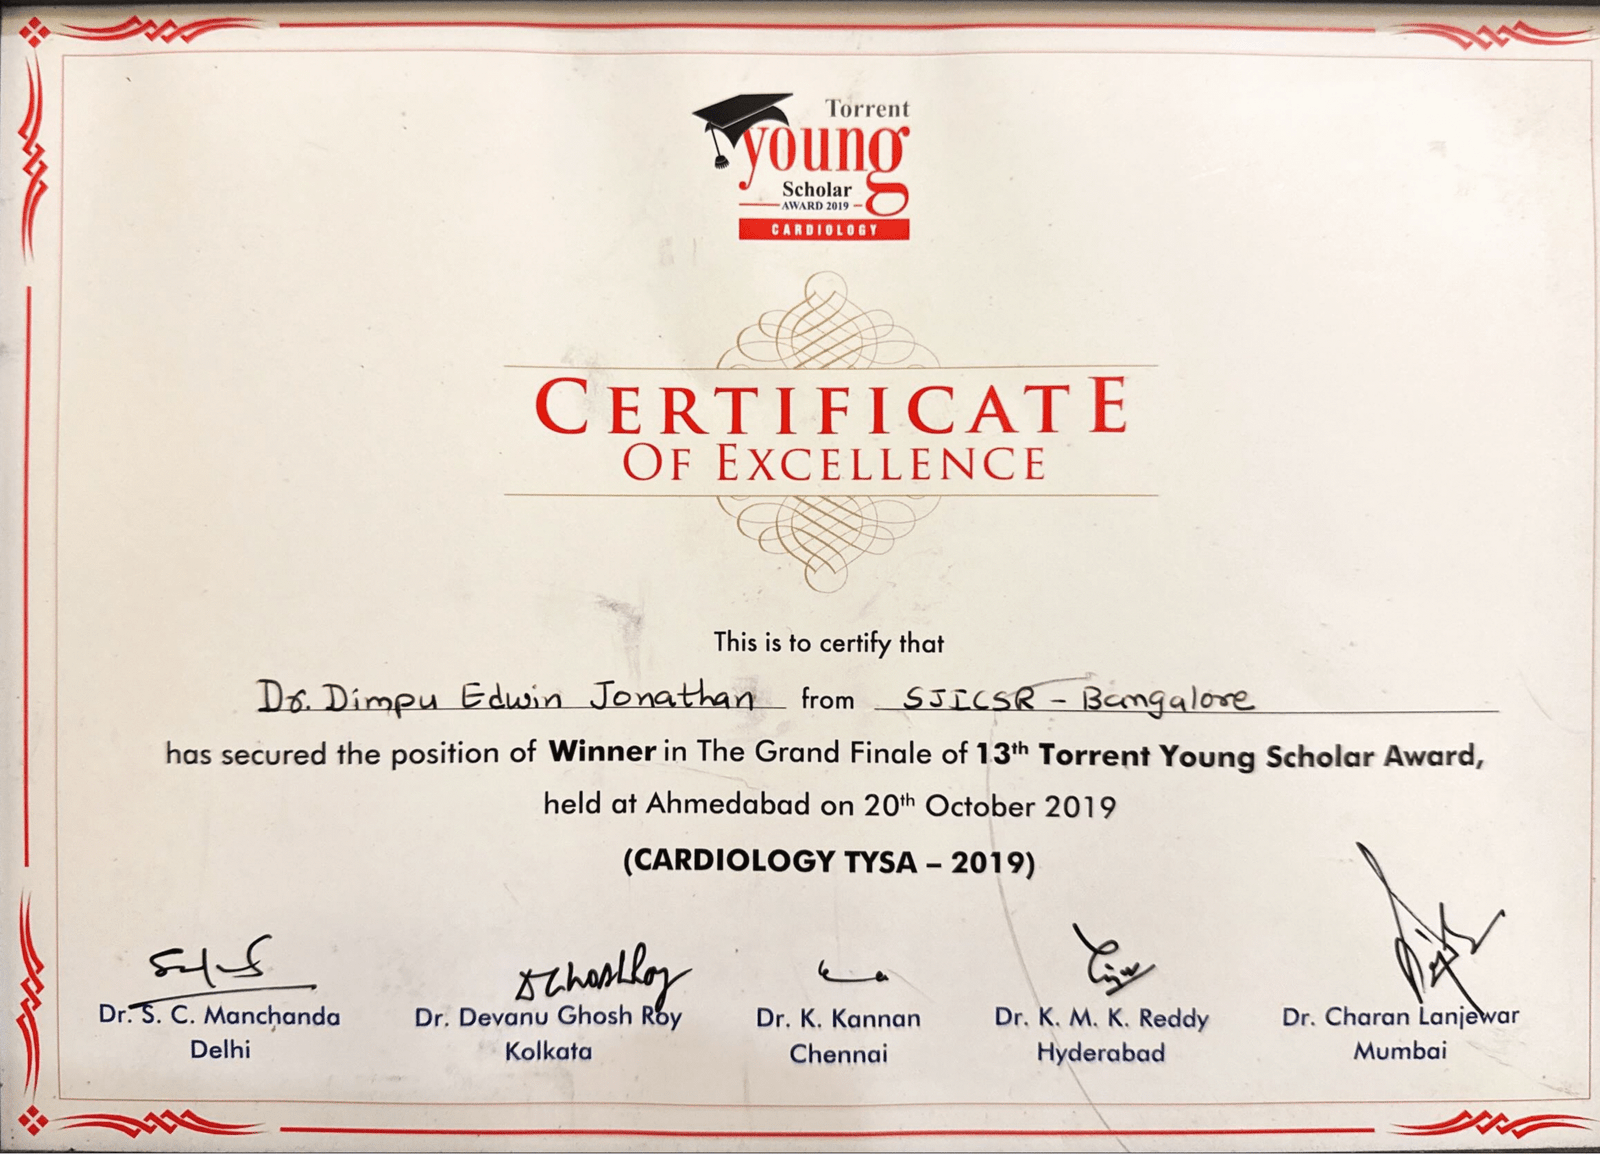 Torrent
young
Scholar
AWARD 2019
CARDIOLOGY
CERTIFICATE
OF EXCELLENCE
This is to certify that
Dr. Dimpu Edwin Jonathan from SJICSR - Bangalore
has secured the position of Winner in The Grand Finale of 13th Torrent Young Scholar Award,
held at Ahmedabad on 20th October 2019
(CARDIOLOGY TYSA – 2019)
DGhoshRoy
Dr. S. C. Manchanda Dr. Devanu Ghosh Roy Dr. K. Kannan Dr. K. M. K. Reddy Dr. Charan Lanjewar
Delhi Kolkata Chennai Hyderabad Mumbai